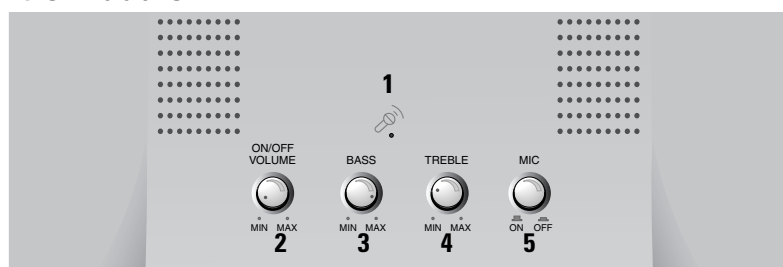 1
ON/OFF
VOLUME BASS TREBLE MIC
MIN MAX MIN MAX MIN MAX ON OFF
2 3 4 5